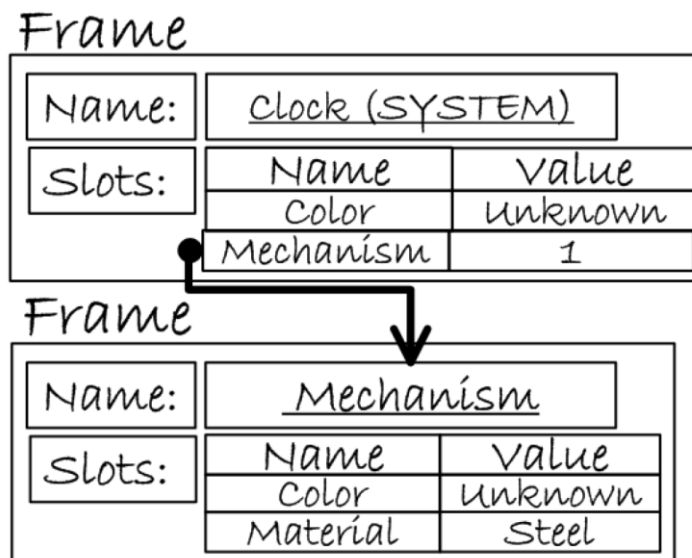 Frame
Name: Clock (SYSTEM)
Slots: Name Value
Color Unknown
Mechanism 1
Frame
Name: Mechanism
Slots: Name Value
Color Unknown
Material Steel